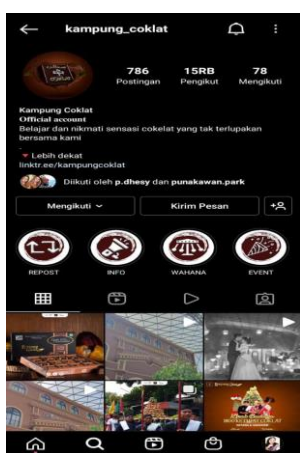 kampung_coklat
786 15RB 78
Postingan Pengikut Mengikuti
Kampung Coklat
Official account
Belajar dan nikmati sensasi cokelat yang tak terlupakan
bersama kami
.
Lebih dekat
linktr.ee/kampungcoklat
Diikuti oleh p.dhesy dan punakawan.park
Mengikuti Kirim Pesan
REPOST INFO WAHANA EVENT